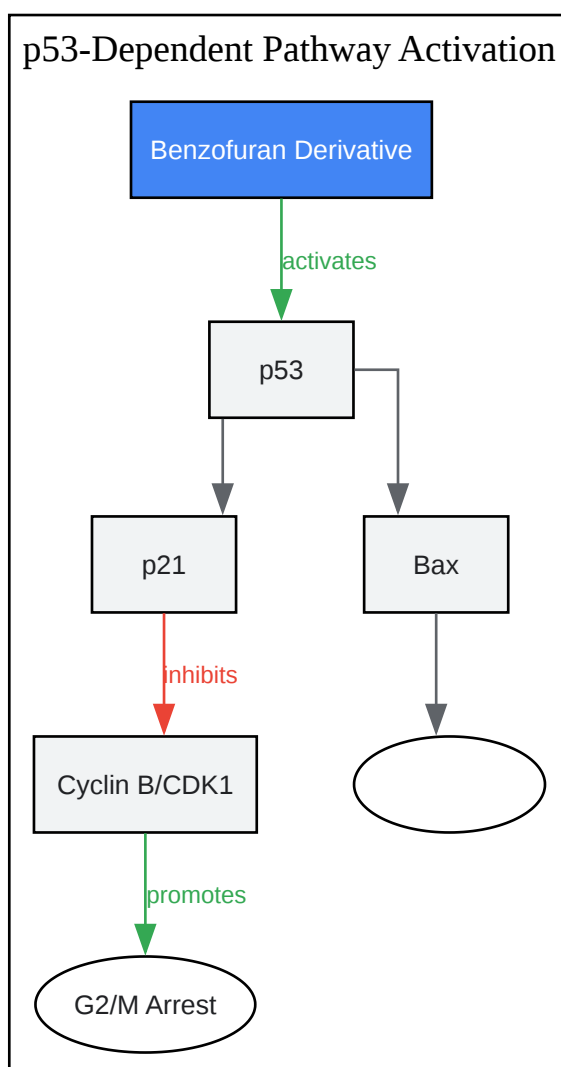 p53-Dependent Pathway Activation
Benzofuran Derivative
activates
p53
p21
Bax
inhibits
Cyclin B/CDK1
promotes
G2/M Arrest